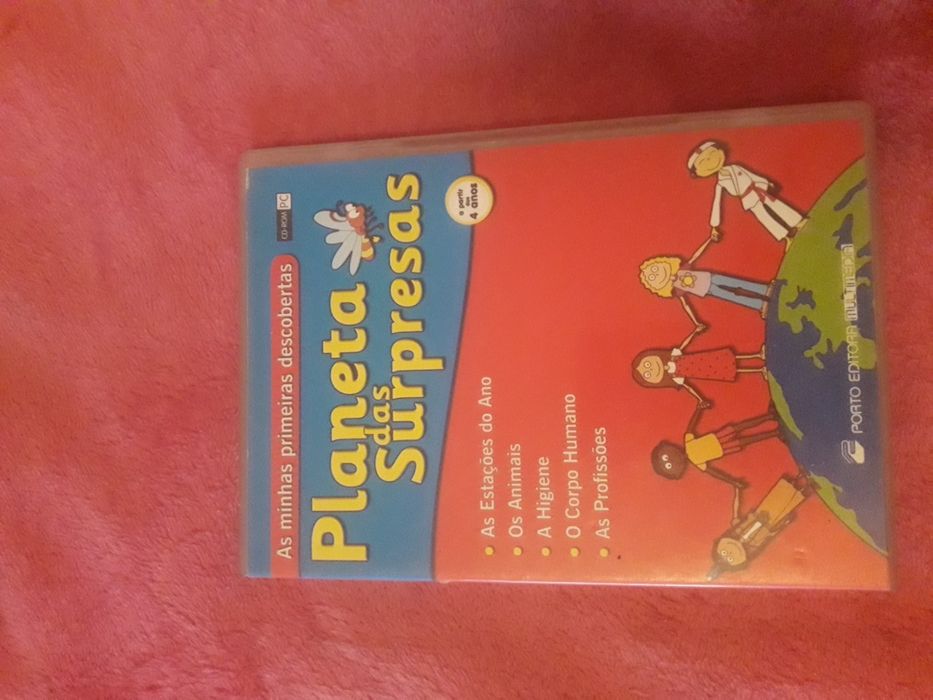 As minhas primeiras descobertas
CD-ROM PC
Planeta
das
Surpresas
a partir
dos
4 anos
• As Estações do Ano
• Os Animais
• A Higiene
• O Corpo Humano
• As Profissões
PORTO EDITORA MULTIMEDIA